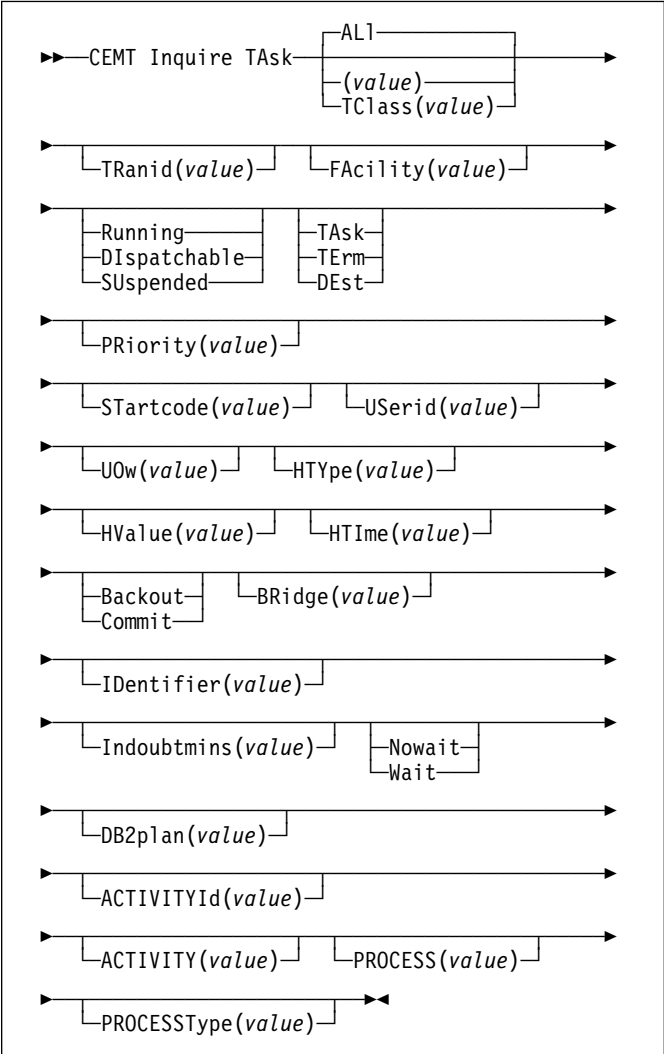 ALl
CEMT Inquire TAsk
(value)
TClass(value)
TRanid(value) FAcility(value)
Running TAsk
DIspatchable TErm
SUspended DEst
PRiority(value)
STartcode(value) USerid(value)
UOw(value) HTYpe(value)
HValue(value) HTIme(value)
Backout BRidge(value)
Commit
IDentifier(value)
Indoubtmins(value) Nowait
Wait
DB2plan(value)
ACTIVITYId(value)
ACTIVITY(value) PROCESS(value)
PROCESSType(value)